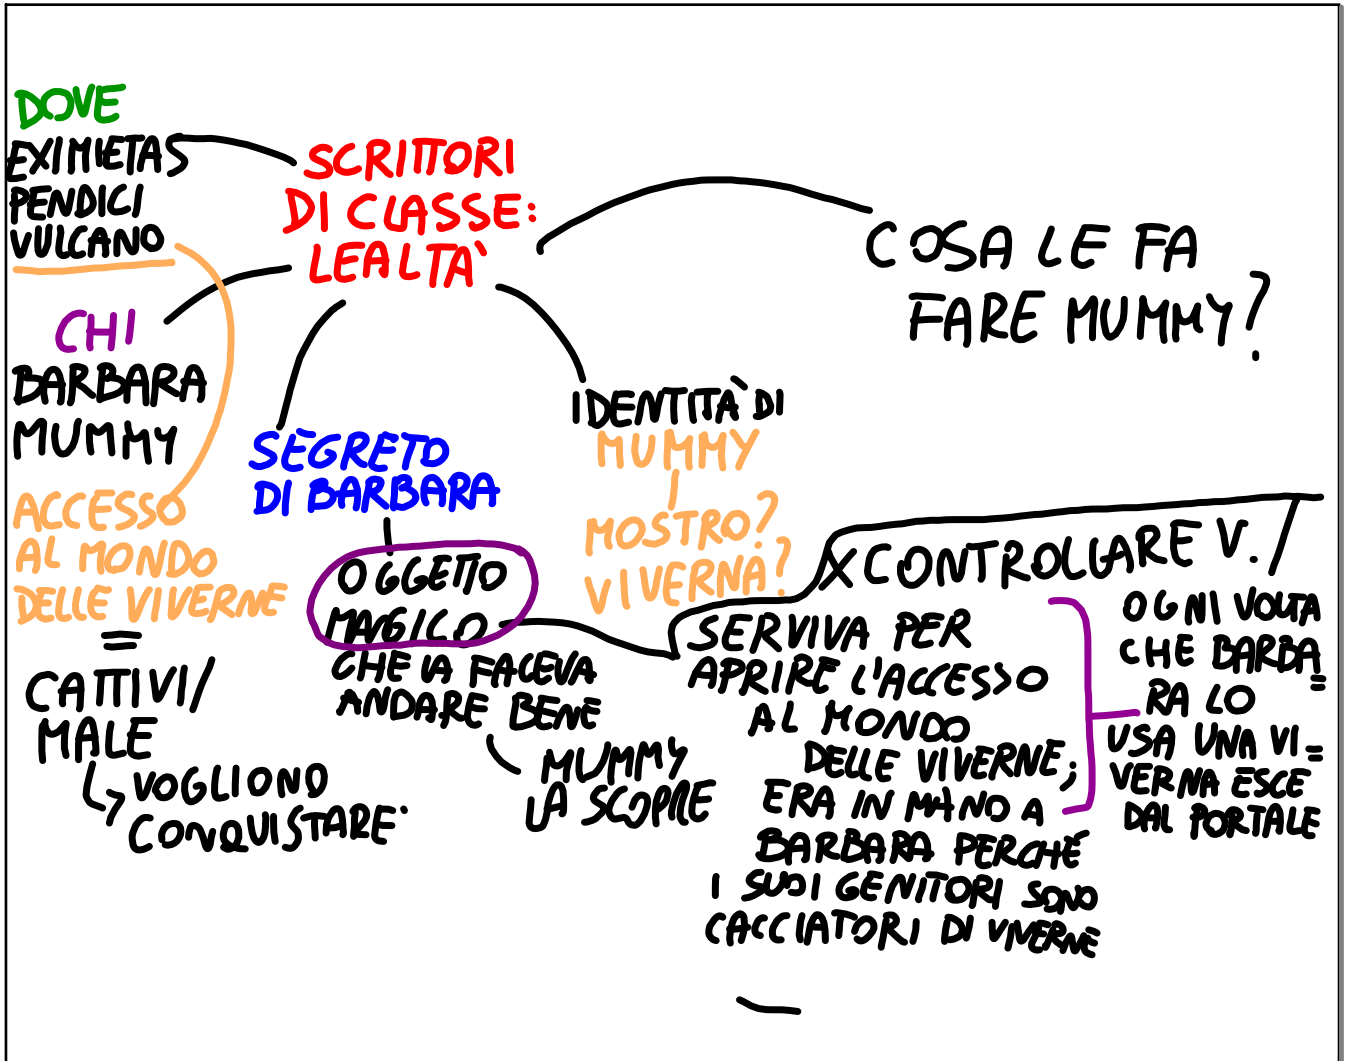 DOVE
EXIMIETAS
PENDICI
VULCANO
CHI
BARBARA
MUMMY
ACCESSO
AL MONDO
DELLE VIVERNE
=
CATTIVI/
MALE
VOGLIONO
CONQUISTARE
SCRITTORI
DI CLASSE:
LEALTÀ
SEGRETO
DI BARBARA
OGGETTO
MAGICO
CHE LA FACEVA
ANDARE BENE
MUMMY
LA SCOPRE
IDENTITÀ DI
MUMMY
MOSTRO?
VIVERNA?
COSA LE FA
FARE MUMMY?
X CONTROLLARE V. /
SERVIVA PER
APRIRE L'ACCESSO
AL MONDO
DELLE VIVERNE;
ERA IN MANO A
BARBARA PERCHÉ
I SUOI GENITORI SONO
CACCIATORI DI VIVERNE
OGNI VOLTA
CHE BARBA=
RA LO
USA UNA VI=
VERNA ESCE
DAL PORTALE